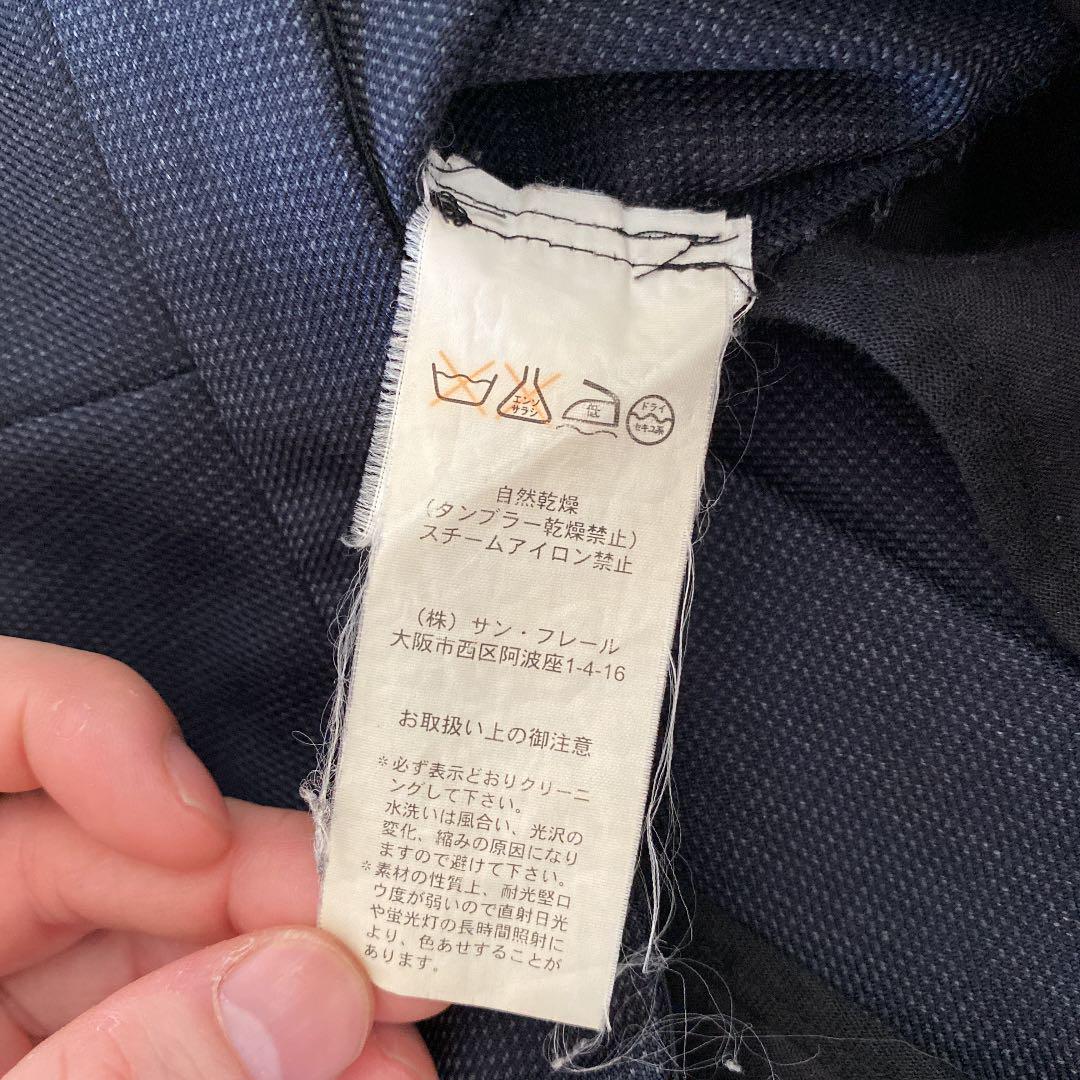 エンソ
サラシ
低
ドライ
セキユ系
自然乾燥
(タンブラー乾燥禁止)
スチームアイロン禁止
(株) サン・フレール
大阪市西区阿波座1-4-16
お取扱い上の御注意
*必ず表示どおりクリーニ
ングして下さい。
水洗いは風合い、光沢の
変化、縮みの原因になり
ますので避けて下さい。
*素材の性質上、耐光堅ロ
ウ度が弱いので直射日光
や蛍光灯の長時間照射に
より、色あせすることが
あります。